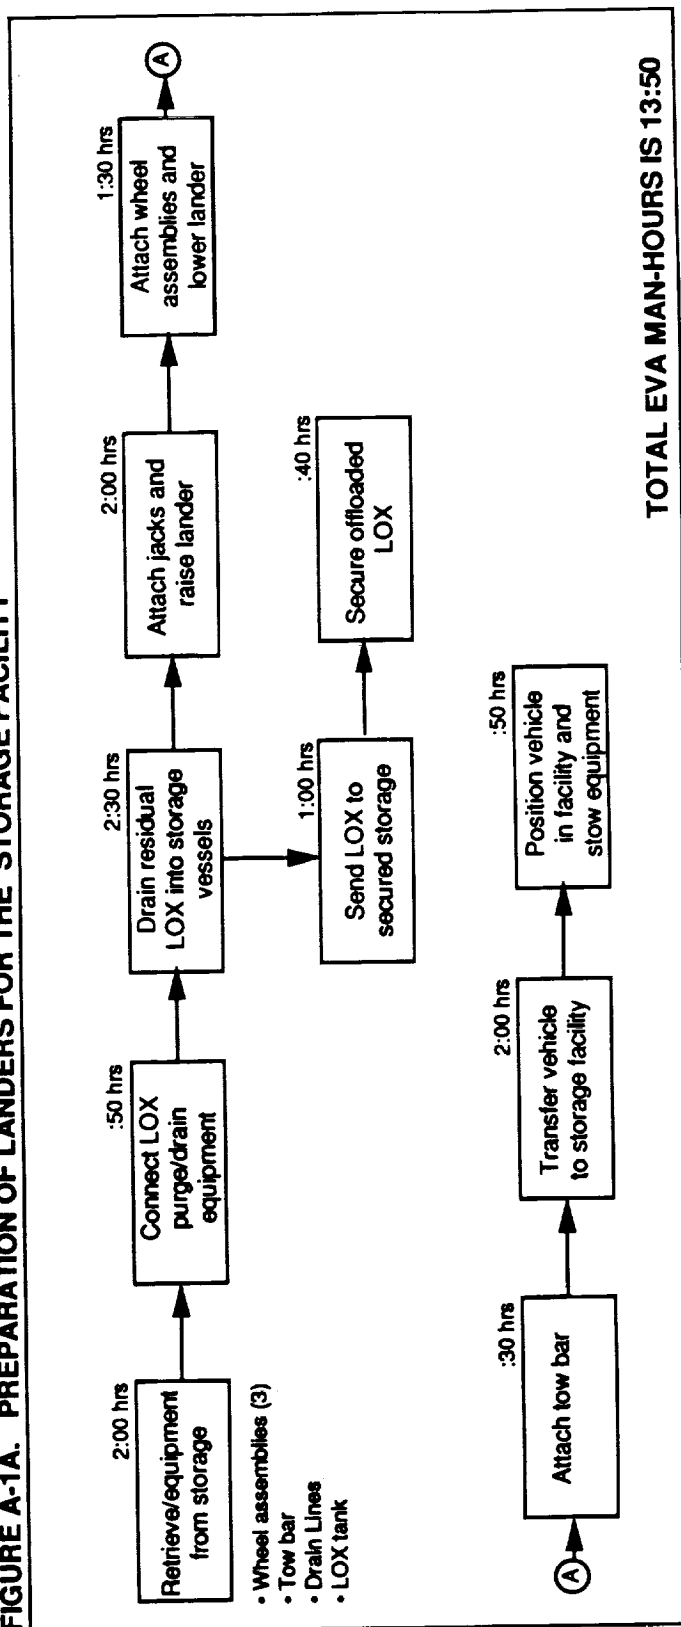 FIGURE A-1A. PREPARATION OF LANDERS FOR THE STORAGE FACILITY
2:00 hrs
Retrieve/equipment
from storage
• Wheel assemblies (3)
• Tow bar
• Drain Lines
• LOX tank
:50 hrs
Connect LOX
purge/drain
equipment
2:30 hrs
Drain residual
LOX into storage
vessels
2:00 hrs
Attach jacks and
raise lander
1:30 hrs
Attach wheel
assemblies and
lower lander
A
1:00 hrs
Send LOX to
secured storage
:40 hrs
Secure offloaded
LOX
A
:30 hrs
Attach tow bar
2:00 hrs
Transfer vehicle
to storage facility
:50 hrs
Position vehicle
in facility and
stow equipment
TOTAL EVA MAN-HOURS IS 13:50